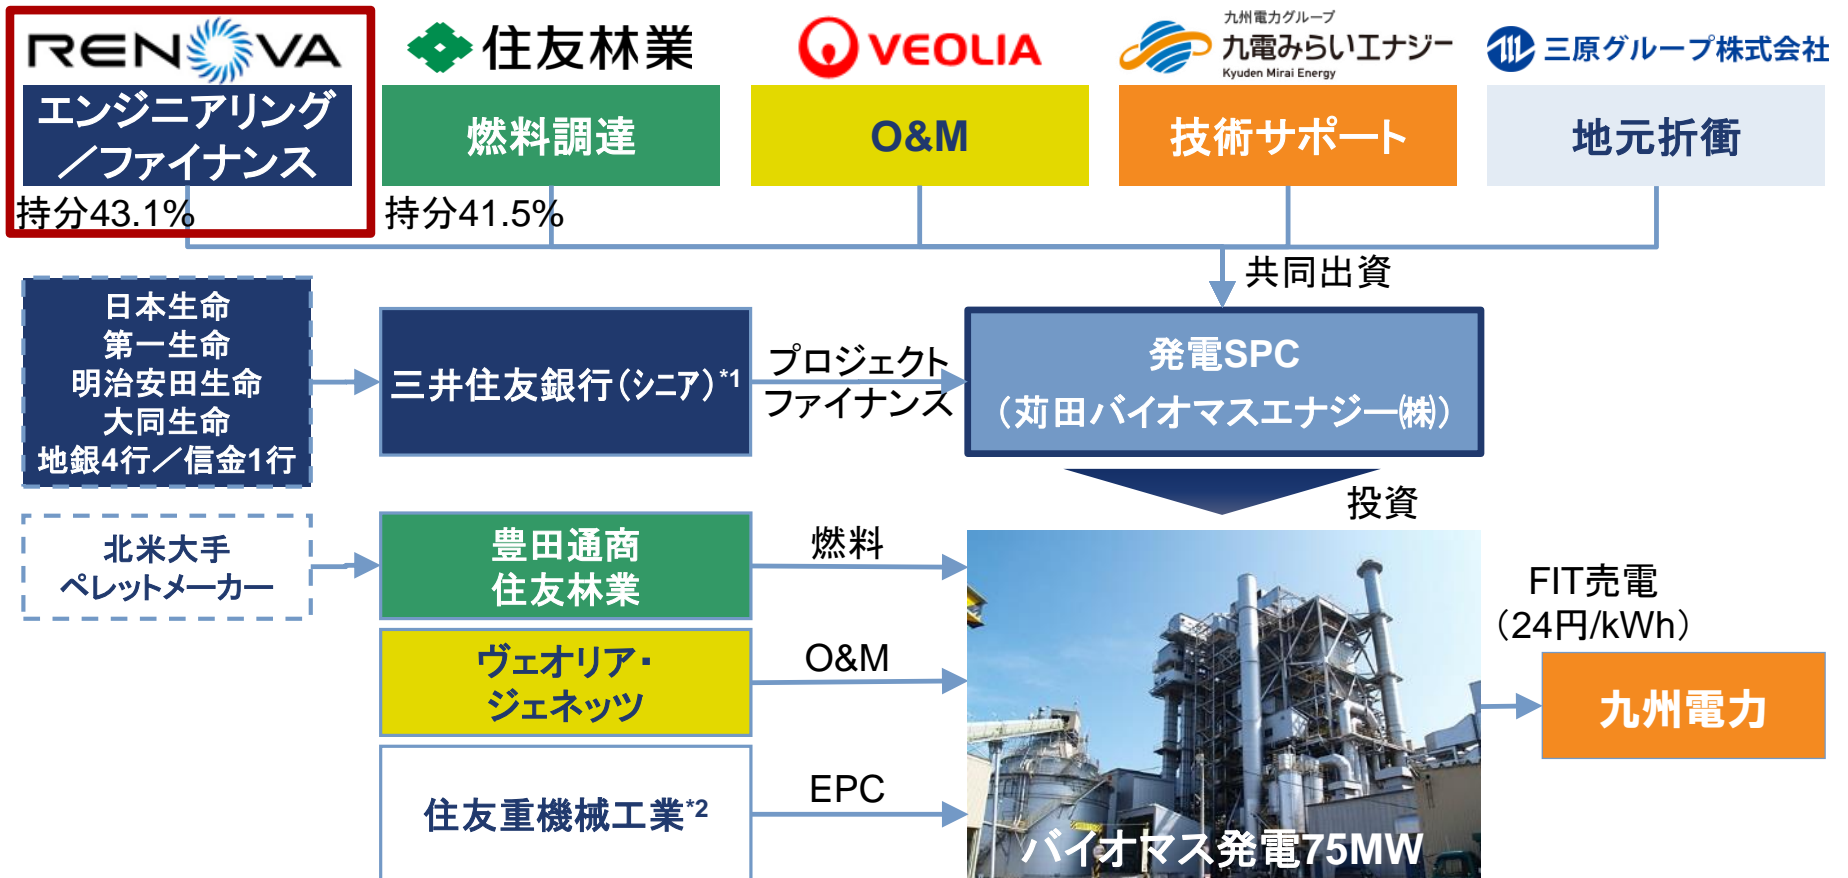 RENOVA
住友林業
VEOLIA
九州電力グループ
九電みらいエナジー
Kyuden Mirai Energy
三原グループ株式会社
エンジニアリング
／ファイナンス
燃料調達
O&M
技術サポート
地元折衝
持分43.1%
持分41.5%
共同出資
日本生命
第一生命
明治安田生命
大同生命
地銀4行／信金1行
三井住友銀行（シニア）*1
プロジェクト
ファイナンス
発電SPC
（苅田バイオマスエナジー㈱）
投資
北米大手
ペレットメーカー
豊田通商
住友林業
燃料
ヴェオリア・
ジェネッツ
O&M
住友重機械工業*2
EPC
バイオマス発電75MW
FIT売電
（24円/kWh）
九州電力